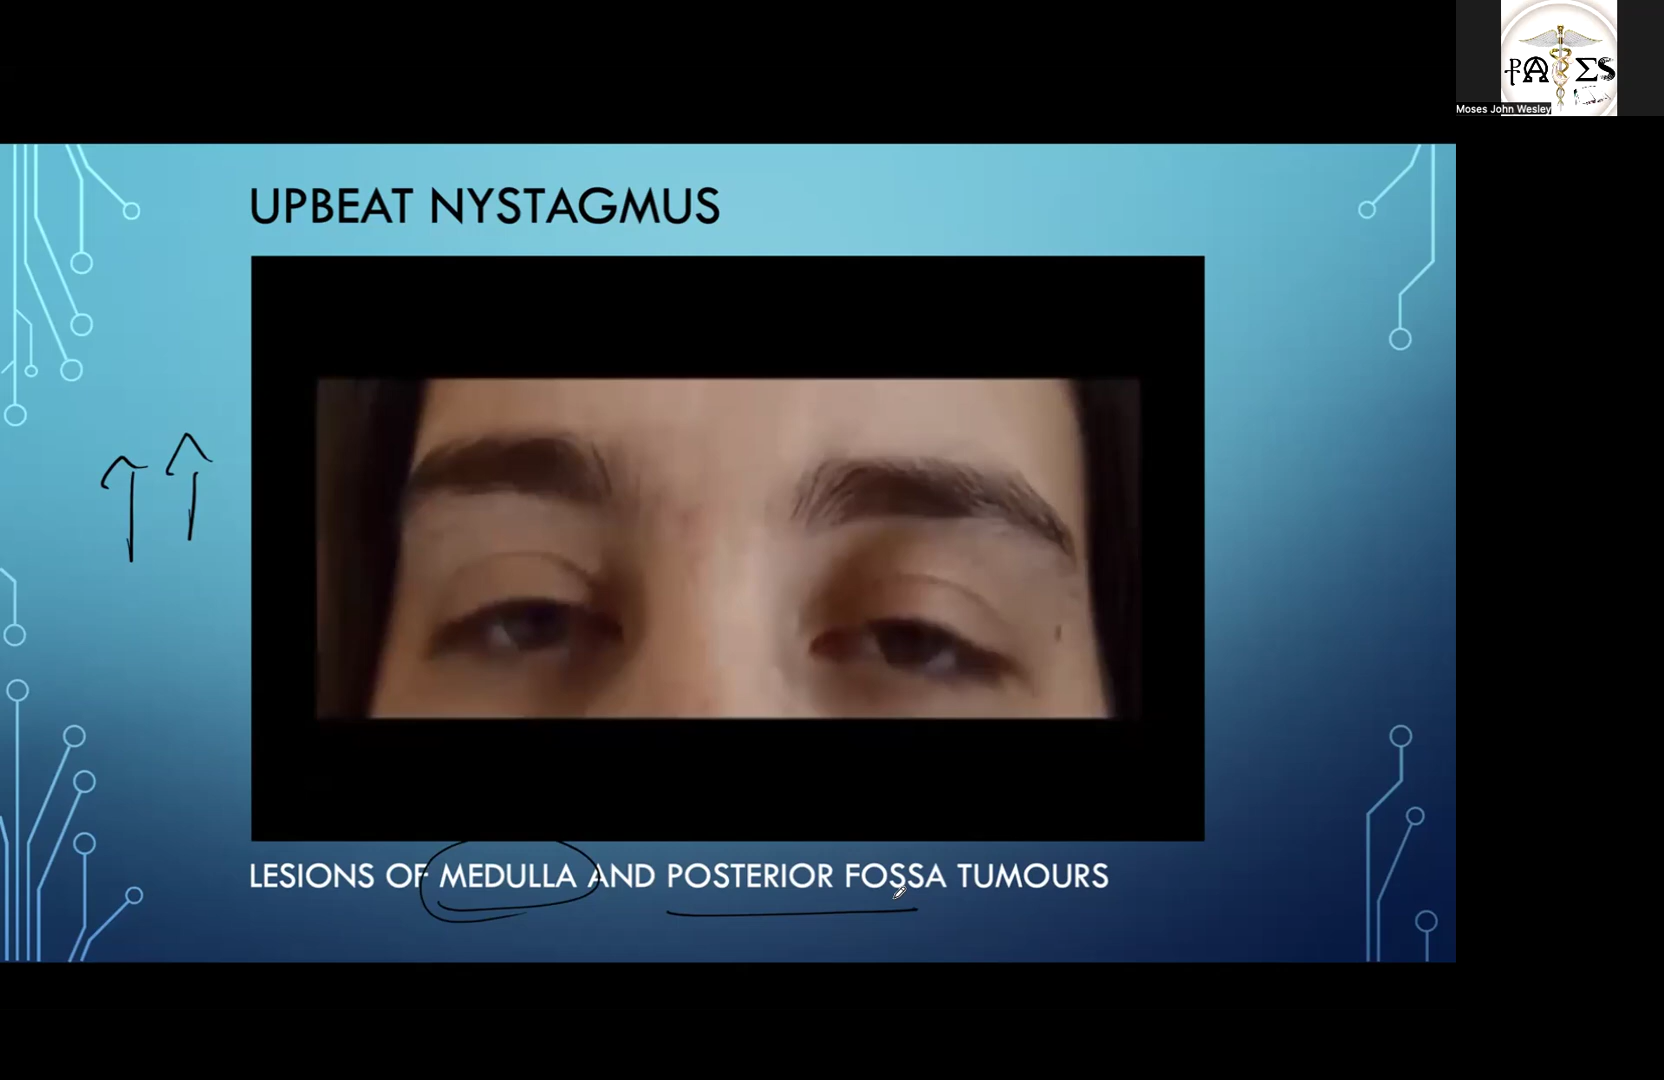 Moses John Wesley
UPBEAT NYSTAGMUS
LESIONS OF MEDULLA AND POSTERIOR FOSSA TUMOURS